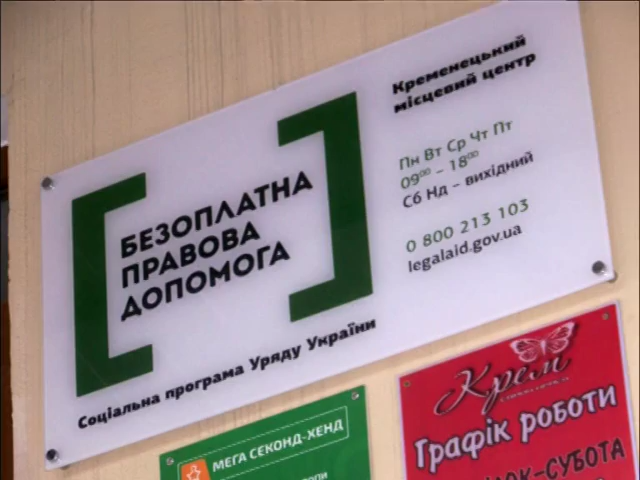 Кременецький
місцевий центр
Пн Вт Ср Чт Пт
09⁰⁰ – 18⁰⁰
Сб Нд – вихідний
0 800 213 103
legalaid.gov.ua
БЕЗОПЛАТНА
ПРАВОВА
ДОПОМОГА
Соціальна програма Уряду України
МЕГА СЕКОНД-ХЕНД
Крем
Графік роботи
СУБОТА